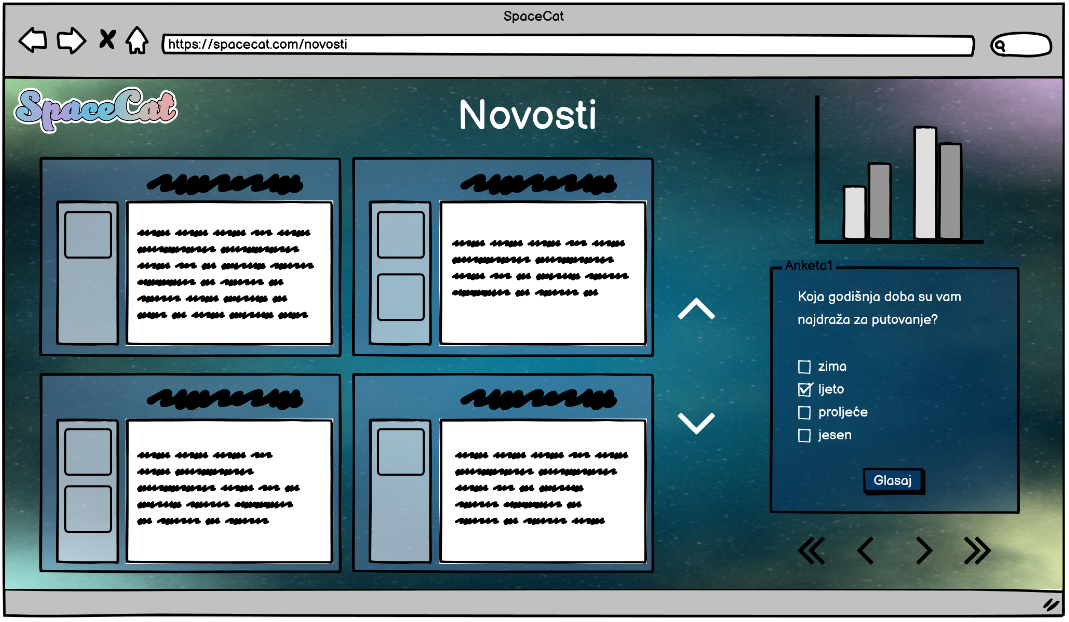 SpaceCat
https://spacecat.com/novosti
SpaceCat
Novosti
Anketa1
Koja godišnja doba su vam
najdraža za putovanje?
zima
ljeto
proljeće
jesen
Glasaj